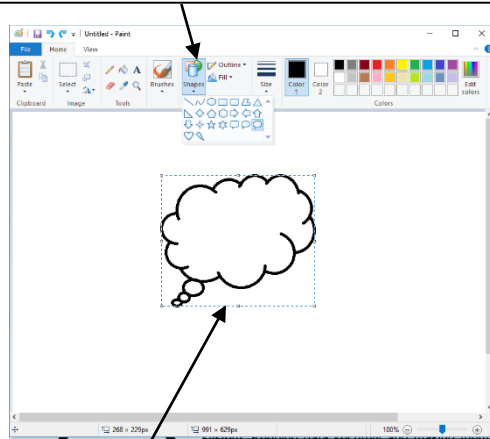 Untitled - Paint
File Home View
Paste Select Brushes Shapes Outline Fill Size Color 1 Color 2 Edit colors
Clipboard Image Tools Colors
268 × 229px 991 × 629px 100%